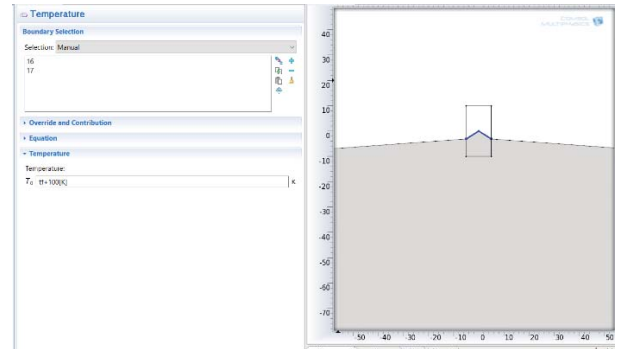 Temperature
Boundary Selection
Selection: Manual
16
17
Override and Contribution
Equation
Temperature
Temperature:
T₀ tf+100[K] K
COMSOL
MULTIPHYSICS
40
30
20
10
0
-10
-20
-30
-40
-50
-60
-70
-50 -40 -30 -20 -10 0 10 20 30 40 50